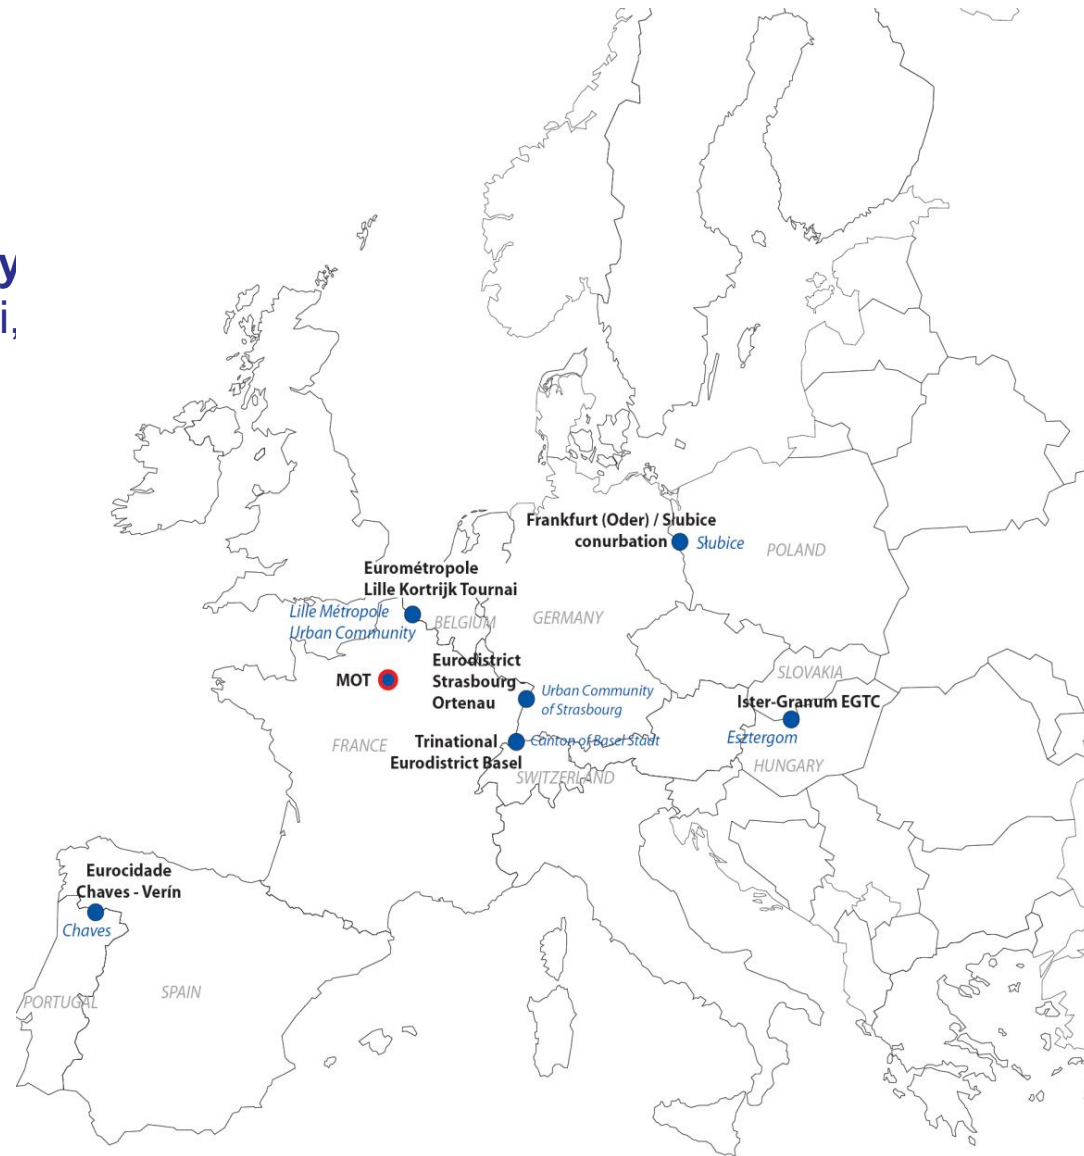 y
i,
Frankfurt (Oder) / Słubice
conurbation
Słubice
POLAND
Eurométropole
Lille Kortrijk Tournai
Lille Métropole
Urban Community
BELGIUM
GERMANY
Eurodistrict
Strasbourg
Ortenau
MOT
Urban Community
of Strasbourg
SLOVAKIA
Ister-Granum EGTC
Esztergom
HUNGARY
FRANCE
Trinational
Eurodistrict Basel
Canton of Basel Stadt
SWITZERLAND
Eurocidade
Chaves - Verín
Chaves
PORTUGAL
SPAIN